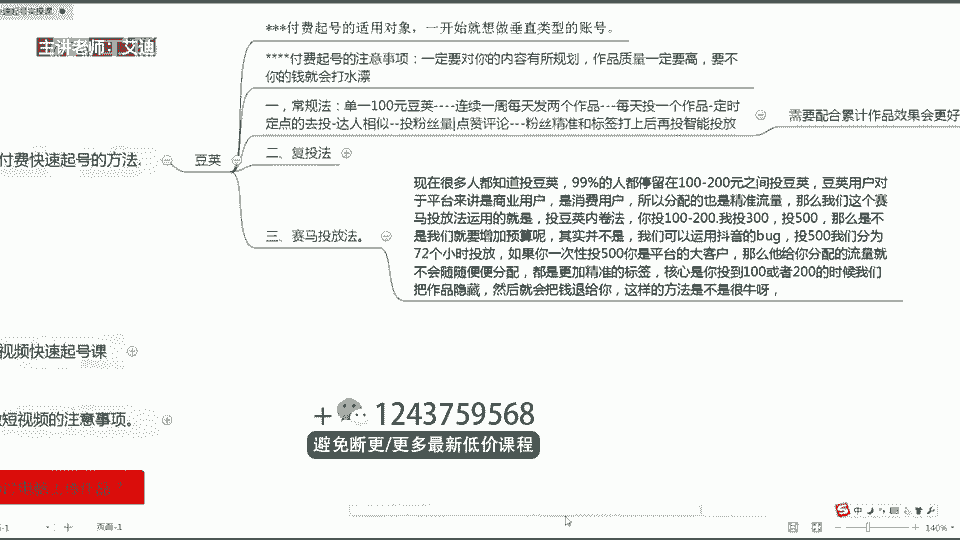 快速起号实操课
主讲老师：艾迪
***付费起号的适用对象，一开始就想做垂直类型的账号。
****付费起号的注意事项：一定要对你的内容有所规划，作品质量一定要高，要不
你的钱就会打水漂
一，常规法：单一100元豆荚----连续一周每天发两个作品---每天投一个作品-定时
定点的去投-达人相似--投粉丝量|点赞评论---粉丝精准和标签打上后再投智能投放
需要配合累计作品效果会更好
付费快速起号的方法.
豆荚
二、复投法
三、赛马投放法。
现在很多人都知道投豆荚，99%的人都停留在100-200元之间投豆荚，豆荚用户对
于平台来讲是商业用户，是消费用户，所以分配的也是精准流量，那么我们这个赛
马投放法运用的就是，投豆荚内卷法，你投100-200.我投300，投500，那么是不
是我们就要增加预算呢，其实并不是，我们可以运用抖音的bug，投500我们分为
72个小时投放，如果你一次性投500你是平台的大客户，那么他给你分配的流量就
不会随随便便分配，都是更加精准的标签，核心是你投到100或者200的时候我们
把作品隐藏，然后就会把钱退给你，这样的方法是不是很牛呀，
视频快速起号课
短视频的注意事项。
+ 1243759568
避免断更/更多最新低价课程
页面-1
中
140%